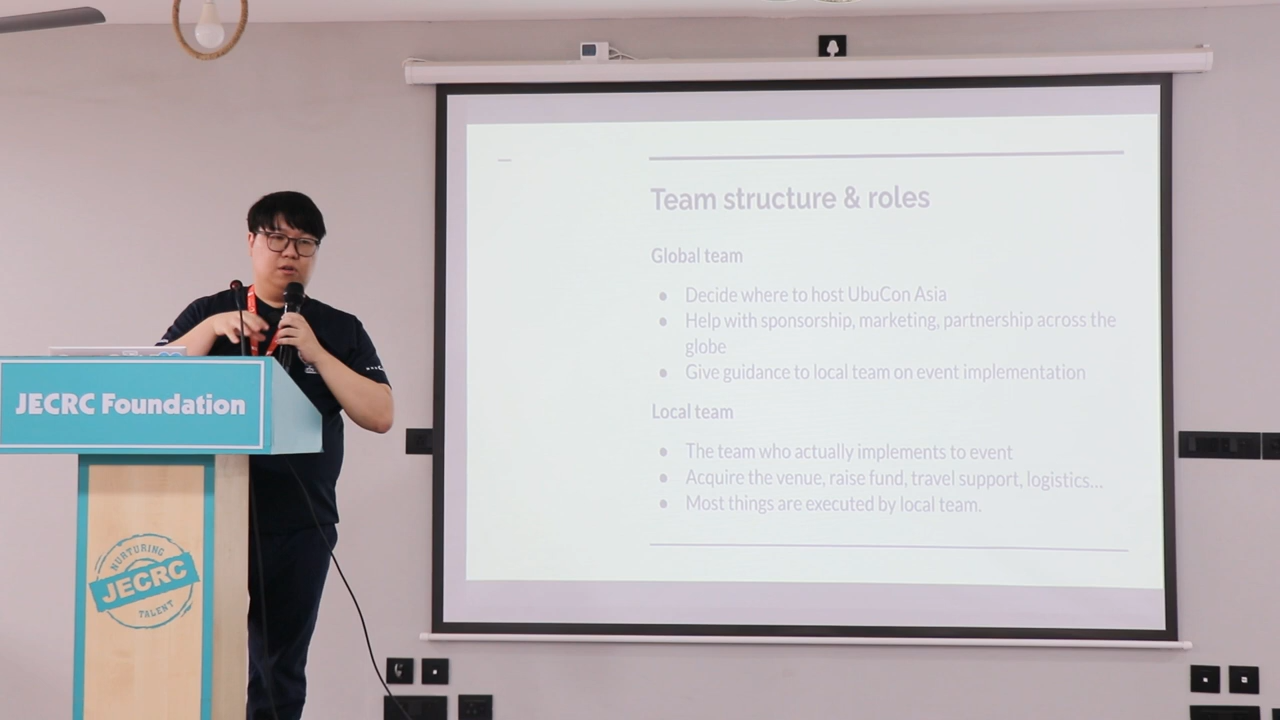 Team structure & roles
Global team
● Decide where to host UbuCon Asia
● Help with sponsorship, marketing, partnership across the
globe
● Give guidance to local team on event implementation
Local team
● The team who actually implements to event
● Acquire the venue, raise fund, travel support, logistics...
● Most things are executed by local team.
JECRC Foundation
NURTURING
JECRC
TALENT